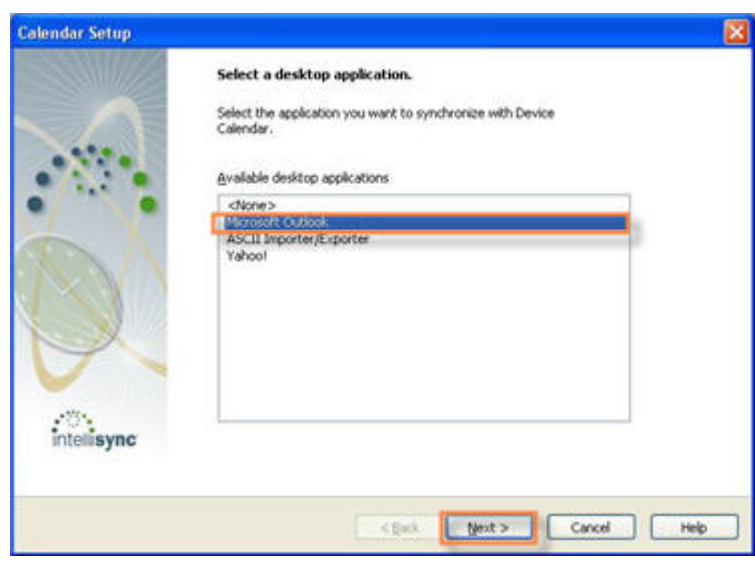 Calendar Setup
Select a desktop application.
Select the application you want to synchronize with Device
Calendar.
Available desktop applications
<None>
Microsoft Outlook
ASCII Importer/Exporter
Yahoo!
intellisync
< Back
Next >
Cancel
Help